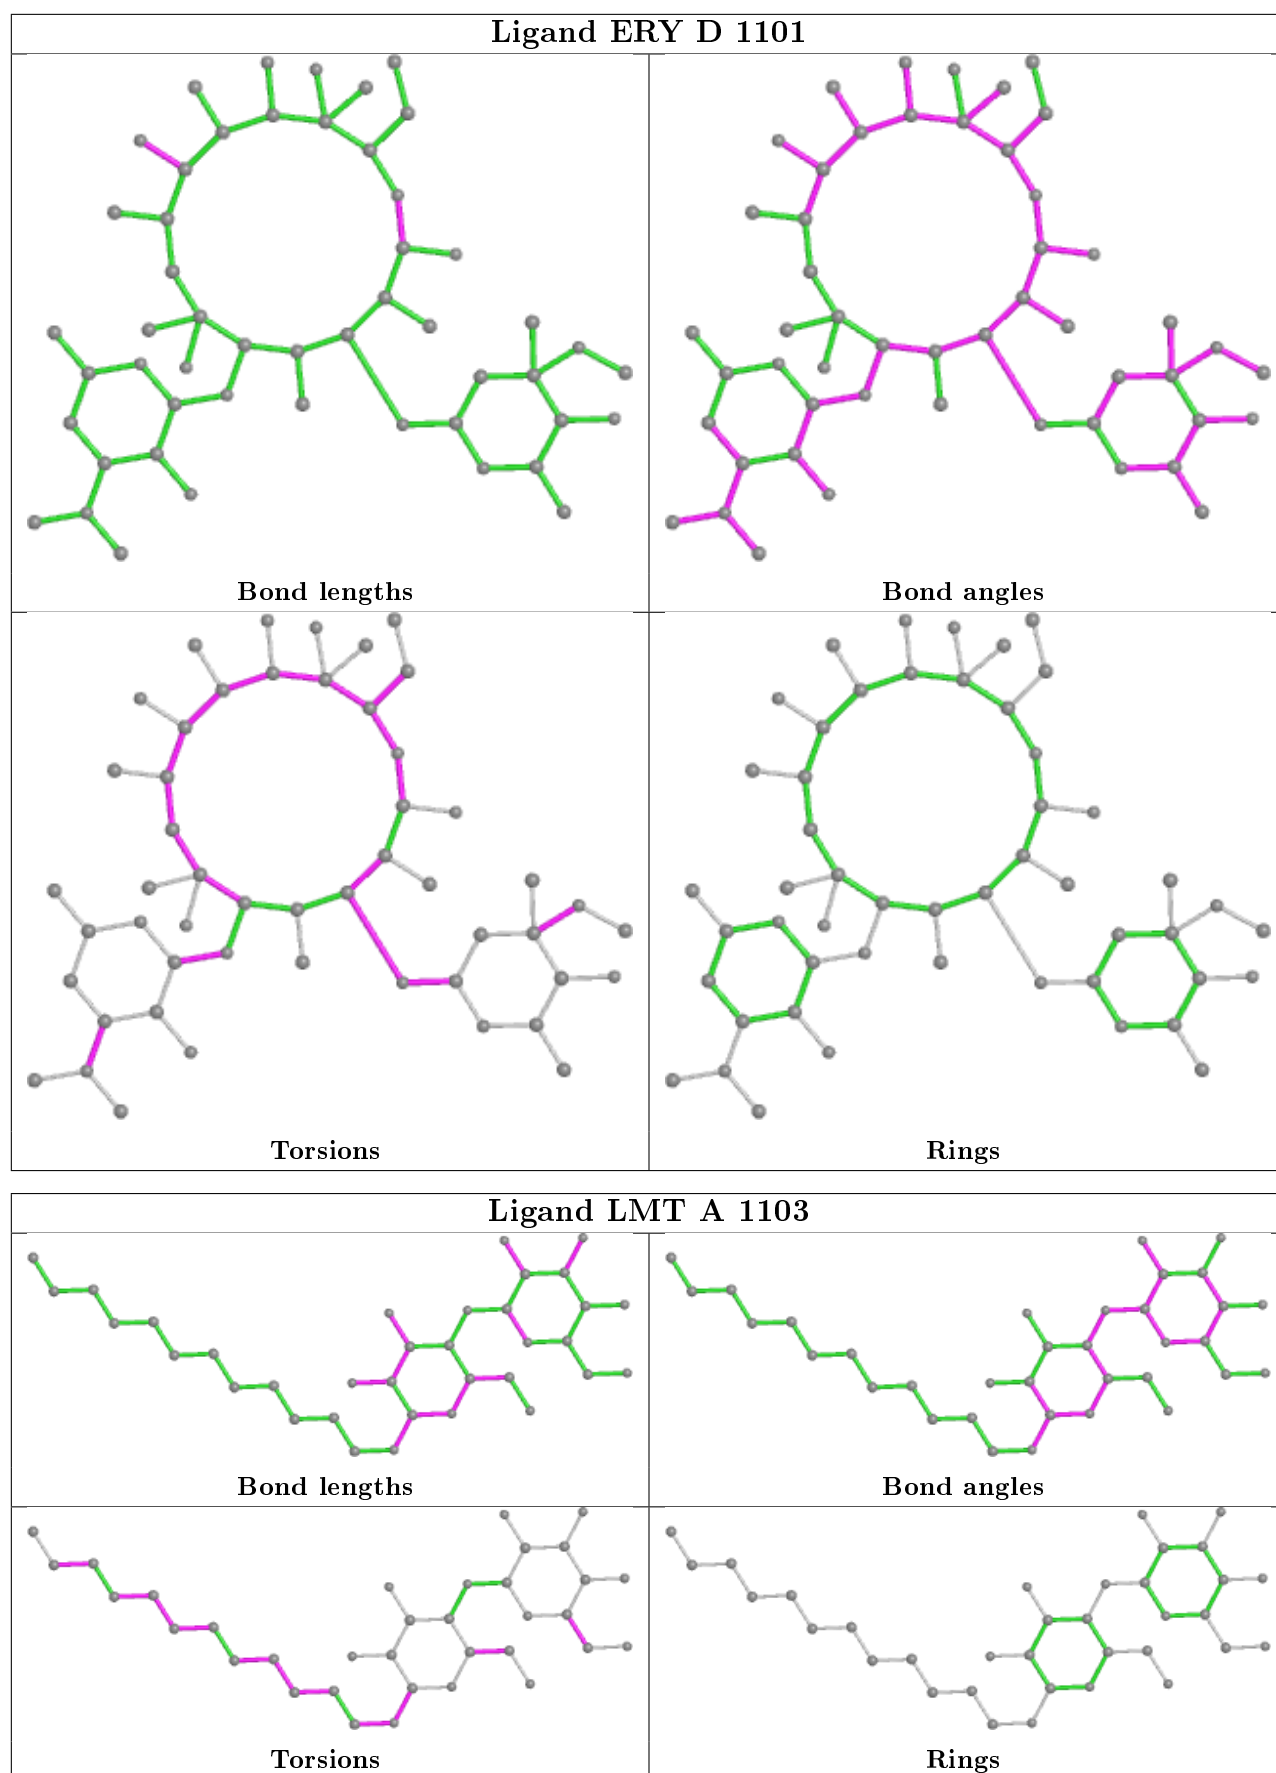 Ligand ERY D 1101
Bond lengths
Bond angles
Torsions
Rings
Ligand LMT A 1103
Bond lengths
Bond angles
Torsions
Rings